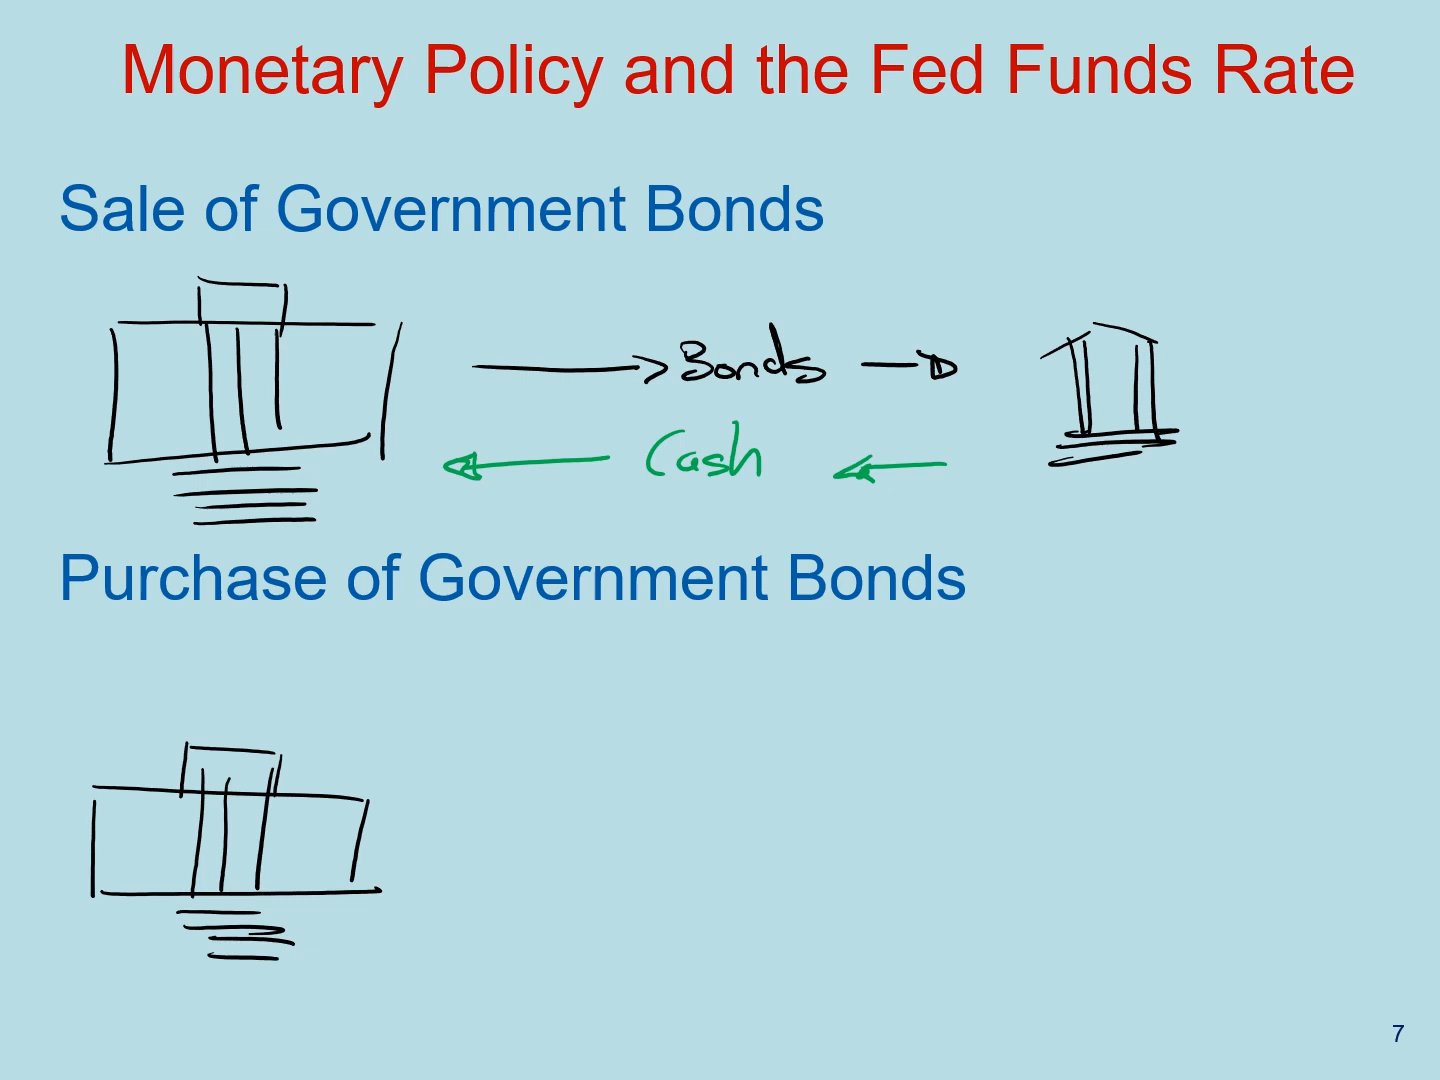 Monetary Policy and the Fed Funds Rate
Sale of Government Bonds
Bonds
Cash
Purchase of Government Bonds
7